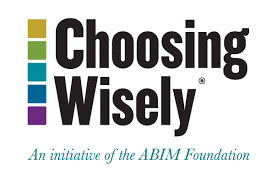 Choosing
Wisely®
An initiative of the ABIM Foundation